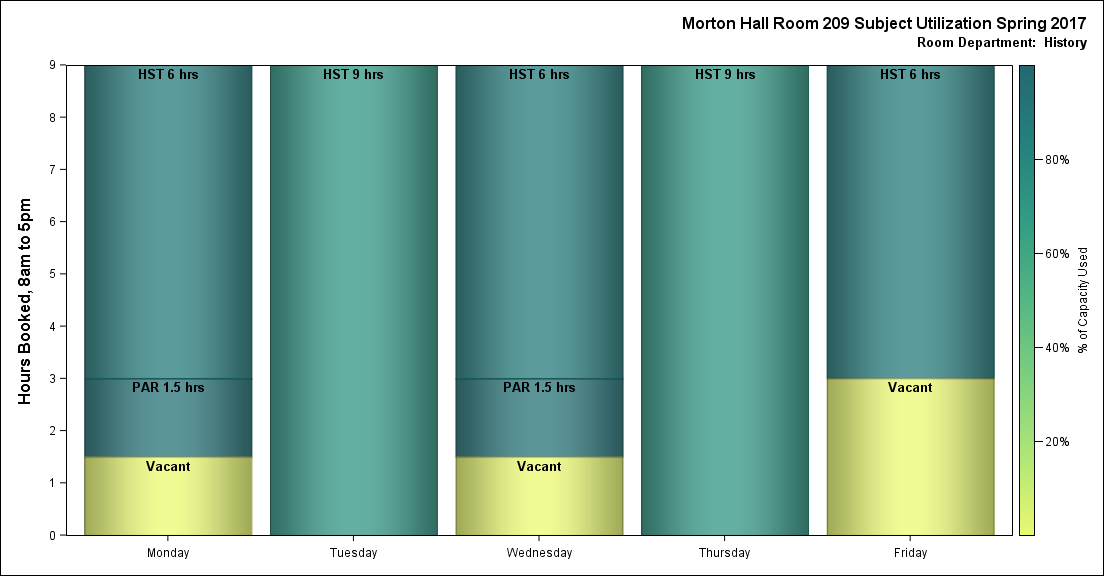 Morton Hall Room 209 Subject Utilization Spring 2017
Room Department:  History
Hours Booked, 8am to 5pm
9
8
7
6
5
4
3
2
1
0
HST 6 hrs
PAR 1.5 hrs
Vacant
HST 9 hrs
HST 6 hrs
PAR 1.5 hrs
Vacant
HST 9 hrs
HST 6 hrs
Vacant
Monday
Tuesday
Wednesday
Thursday
Friday
80%
60%
40%
20%
% of Capacity Used